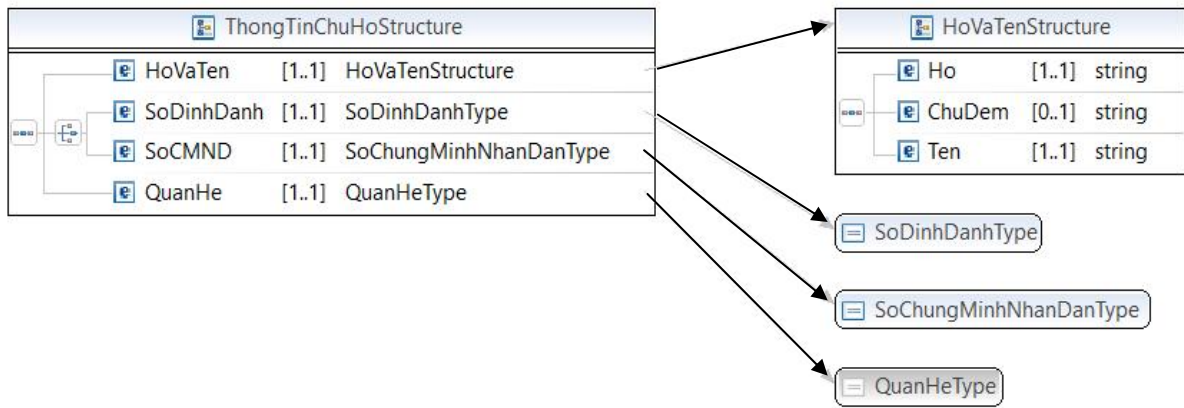 ThongTinChuHoStructure
HoVaTen [1..1] HoVaTenStructure
SoDinhDanh [1..1] SoDinhDanhType
SoCMND [1..1] SoChungMinhNhanDanType
QuanHe [1..1] QuanHeType
HoVaTenStructure
Ho [1..1] string
ChuDem [0..1] string
Ten [1..1] string
SoDinhDanhType
SoChungMinhNhanDanType
QuanHeType